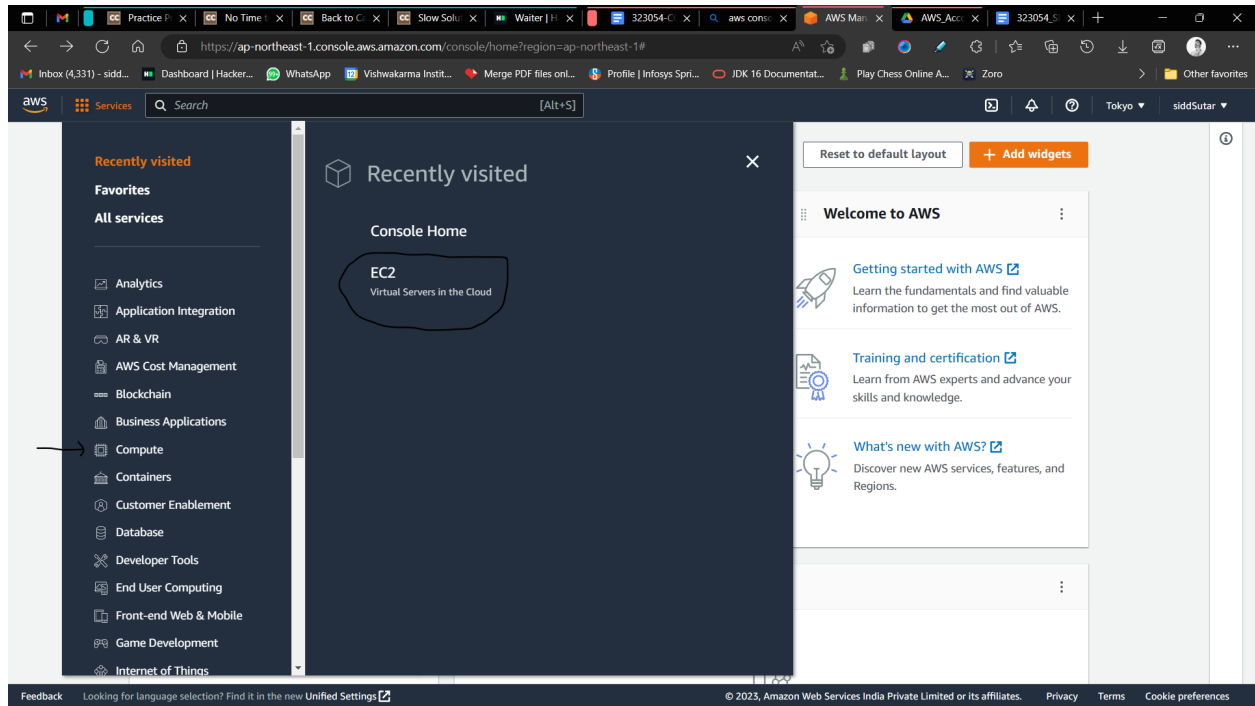 Practice P
No Time t
Back to Ca
Slow Solut
Waiter | H
323054-C
aws conso
AWS Man
AWS_Acc
323054_S
https://ap-northeast-1.console.aws.amazon.com/console/home?region=ap-northeast-1#
Inbox (4,331) - sidd...
Dashboard | Hacker...
WhatsApp
Vishwakarma Instit...
Merge PDF files onl...
Profile | Infosys Spri...
JDK 16 Documentat...
Play Chess Online A...
Zoro
Other favorites
aws
Services
Search
[Alt+S]
Tokyo
siddSutar
Recently visited
Favorites
All services
Analytics
Application Integration
AR & VR
AWS Cost Management
Blockchain
Business Applications
Compute
Containers
Customer Enablement
Database
Developer Tools
End User Computing
Front-end Web & Mobile
Game Development
Internet of Things
Recently visited
Console Home
EC2
Virtual Servers in the Cloud
Reset to default layout
+ Add widgets
Welcome to AWS
Getting started with AWS
Learn the fundamentals and find valuable
information to get the most out of AWS.
Training and certification
Learn from AWS experts and advance your
skills and knowledge.
What's new with AWS?
Discover new AWS services, features, and
Regions.
Feedback
Looking for language selection? Find it in the new Unified Settings
© 2023, Amazon Web Services India Private Limited or its affiliates.
Privacy
Terms
Cookie preferences